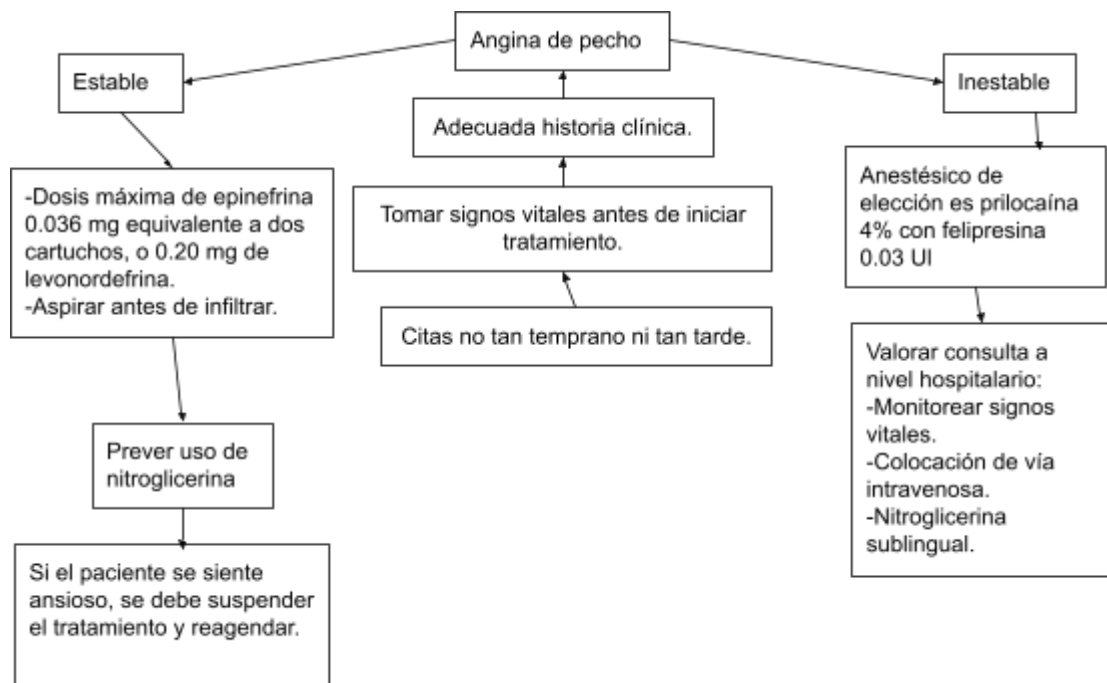 Angina de pecho
Estable
Inestable
Adecuada historia clínica.
Tomar signos vitales antes de iniciar
tratamiento.
Citas no tan temprano ni tan tarde.
-Dosis máxima de epinefrina
0.036 mg equivalente a dos
cartuchos, o 0.20 mg de
levonordefrina.
-Aspirar antes de infiltrar.
Prever uso de
nitroglicerina
Si el paciente se siente
ansioso, se debe suspender
el tratamiento y reagendar.
Anestésico de
elección es prilocaína
4% con felipresina
0.03 UI
Valorar consulta a
nivel hospitalario:
-Monitorear signos
vitales.
-Colocación de vía
intravenosa.
-Nitroglicerina
sublingual.